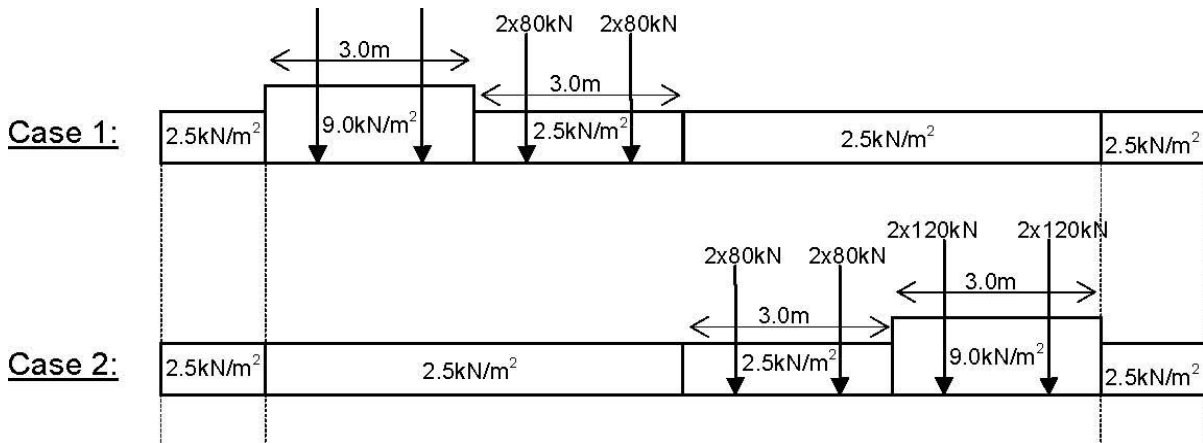 2x80kN 2x80kN
3.0m
3.0m
Case 1:
2.5kN/m²
9.0kN/m²
2.5kN/m²
2.5kN/m²
2.5kN/m²
2x120kN 2x120kN
2x80kN 2x80kN
3.0m
3.0m
Case 2:
2.5kN/m²
2.5kN/m²
2.5kN/m²
9.0kN/m²
2.5kN/m²